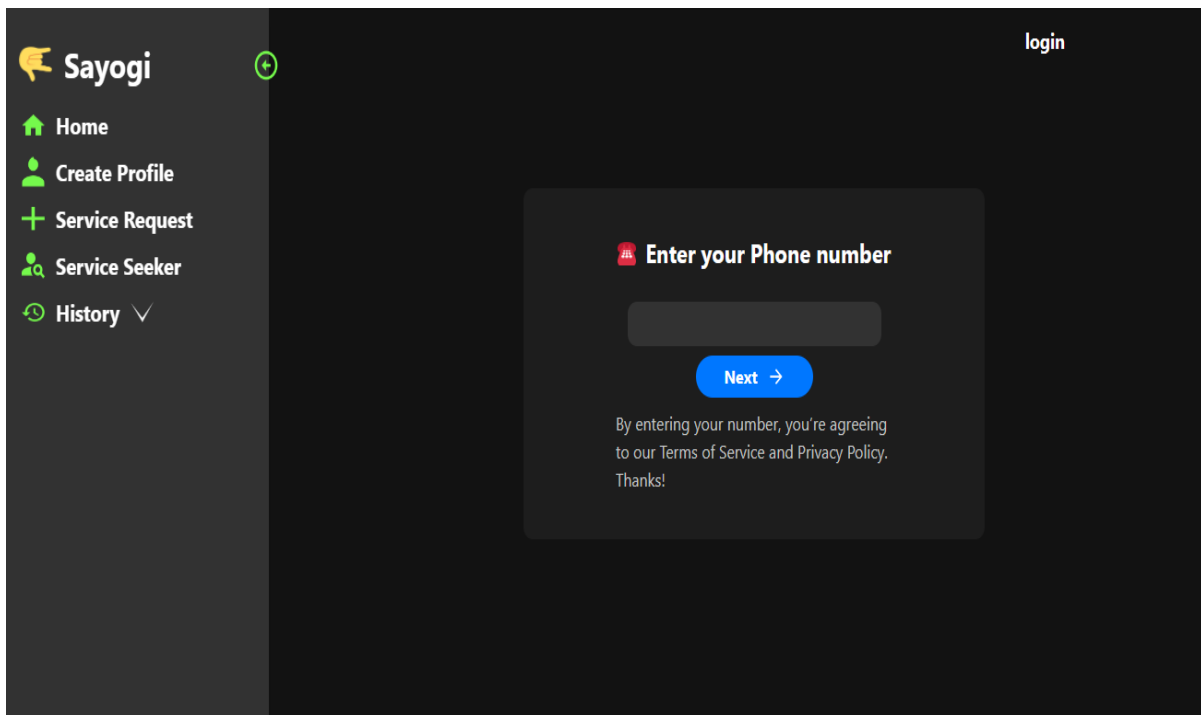 Sayogi
login
Home
Create Profile
Service Request
Service Seeker
History
Enter your Phone number
Next
By entering your number, you're agreeing
to our Terms of Service and Privacy Policy.
Thanks!